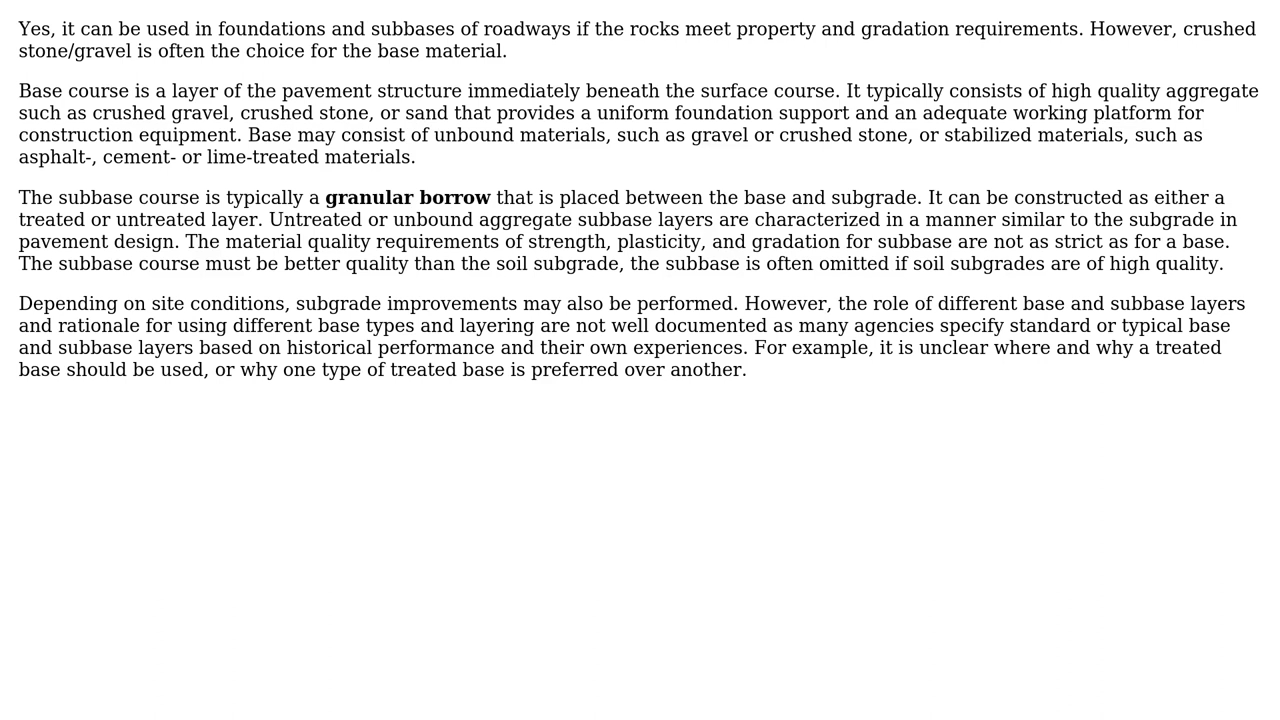 Yes, it can be used in foundations and subbases of roadways if the rocks meet property and gradation requirements. However, crushed
stone/gravel is often the choice for the base material.
Base course is a layer of the pavement structure immediately beneath the surface course. It typically consists of high quality aggregate
such as crushed gravel, crushed stone, or sand that provides a uniform foundation support and an adequate working platform for
construction equipment. Base may consist of unbound materials, such as gravel or crushed stone, or stabilized materials, such as
asphalt-, cement- or lime-treated materials.
The subbase course is typically a granular borrow that is placed between the base and subgrade. It can be constructed as either a
treated or untreated layer. Untreated or unbound aggregate subbase layers are characterized in a manner similar to the subgrade in
pavement design. The material quality requirements of strength, plasticity, and gradation for subbase are not as strict as for a base.
The subbase course must be better quality than the soil subgrade, the subbase is often omitted if soil subgrades are of high quality.
Depending on site conditions, subgrade improvements may also be performed. However, the role of different base and subbase layers
and rationale for using different base types and layering are not well documented as many agencies specify standard or typical base
and subbase layers based on historical performance and their own experiences. For example, it is unclear where and why a treated
base should be used, or why one type of treated base is preferred over another.